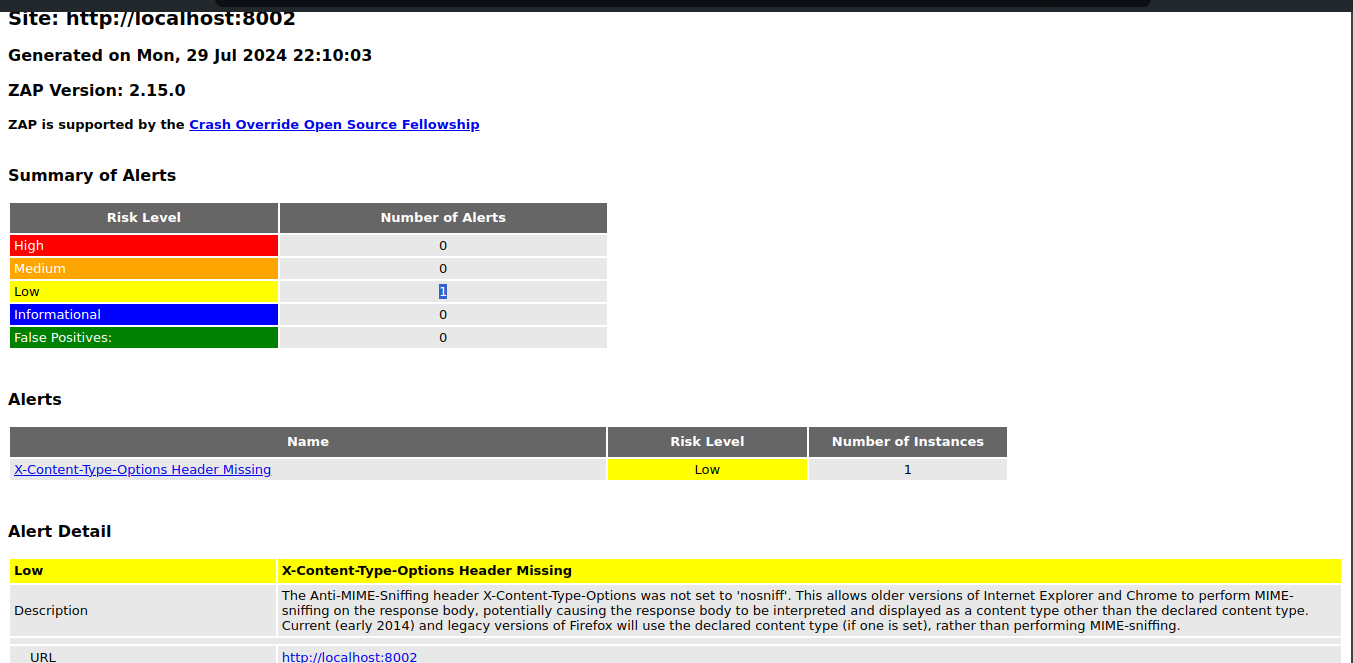 Site: http://localhost:8002
Generated on Mon, 29 Jul 2024 22:10:03
ZAP Version: 2.15.0
ZAP is supported by the Crash Override Open Source Fellowship
Summary of Alerts
Risk Level Number of Alerts
High 0
Medium 0
Low 1
Informational 0
False Positives: 0
Alerts
Name Risk Level Number of Instances
X-Content-Type-Options Header Missing Low 1
Alert Detail
Low X-Content-Type-Options Header Missing
Description
The Anti-MIME-Sniffing header X-Content-Type-Options was not set to 'nosniff'. This allows older versions of Internet Explorer and Chrome to perform MIME-
sniffing on the response body, potentially causing the response body to be interpreted and displayed as a content type other than the declared content type.
Current (early 2014) and legacy versions of Firefox will use the declared content type (if one is set), rather than performing MIME-sniffing.
URL http://localhost:8002